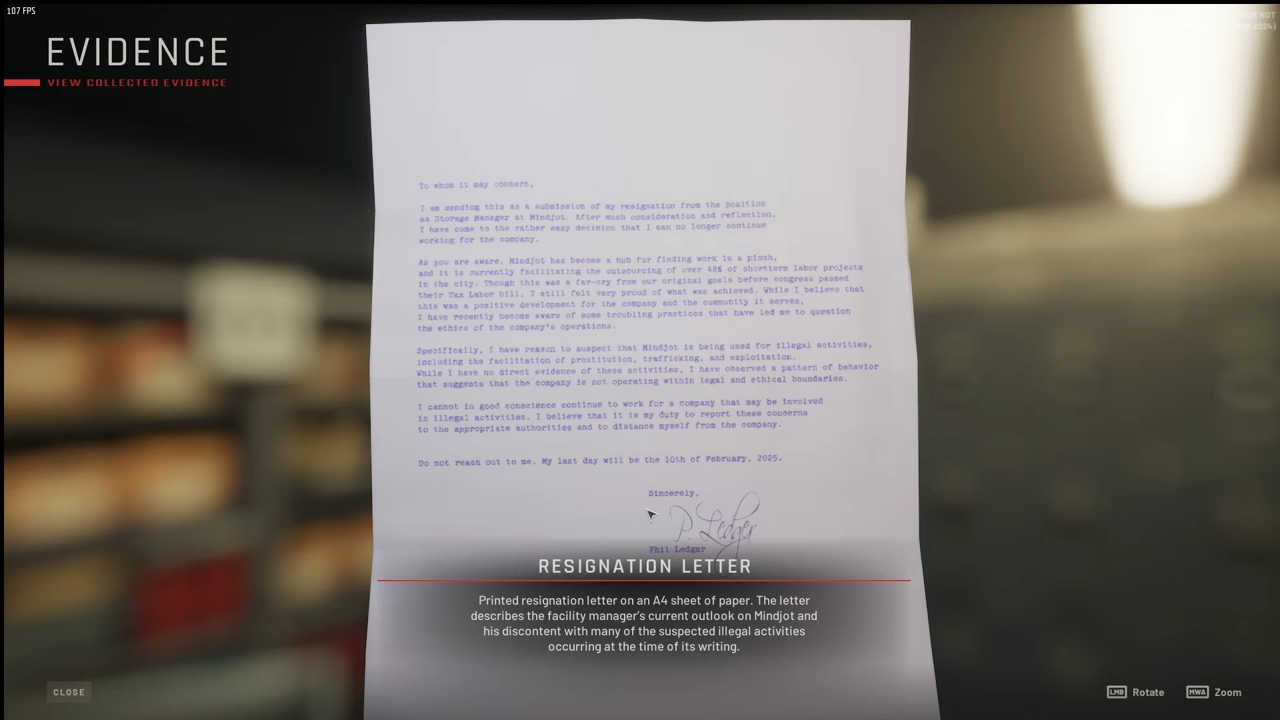 107 FPS
OR NOT
2024)
EVIDENCE
VIEW COLLECTED EVIDENCE
To whom it may concern,
I am sending this as a submission of my resignation from the position
as Storage Manager at Mindjot. After much consideration and reflection,
I have come to the rather easy decision that I can no longer continue
working for the company.
As you are aware, Mindjot has become a hub for finding work in a pinch,
and it is currently facilitating the outsourcing of over 48% of shortterm labor projects
in the city. Though this was a far-cry from our original goals before congress passed
their Tax Labor bill, I still felt very proud of what was achieved. While I believe that
this was a positive development for the company and the community it serves,
I have recently become aware of some troubling practices that have led me to question
the ethics of the company's operations.
Specifically, I have reason to suspect that Mindjot is being used for illegal activities,
including the facilitation of prostitution, trafficking, and exploitation.
While I have no direct evidence of these activities, I have observed a pattern of behavior
that suggests that the company is not operating within legal and ethical boundaries.
I cannot in good conscience continue to work for a company that may be involved
in illegal activities. I believe that it is my duty to report these concerns
to the appropriate authorities and to distance myself from the company.
Do not reach out to me. My last day will be the 10th of February, 2025.
Sincerely,
P. Ledger
Phil Ledger
RESIGNATION LETTER
Printed resignation letter on an A4 sheet of paper. The letter
describes the facility manager's current outlook on Mindjot and
his discontent with many of the suspected illegal activities
occurring at the time of its writing.
CLOSE
LMB Rotate MWA Zoom